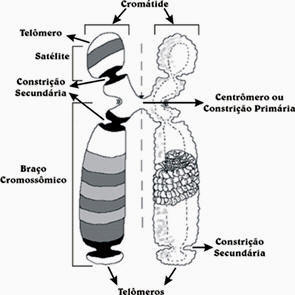 Cromátide
Telômero
Satélite
Constrição
Secundária
Centrômero ou
Constrição Primária
Braço
Cromossômico
Constrição
Secundária
Telômeros